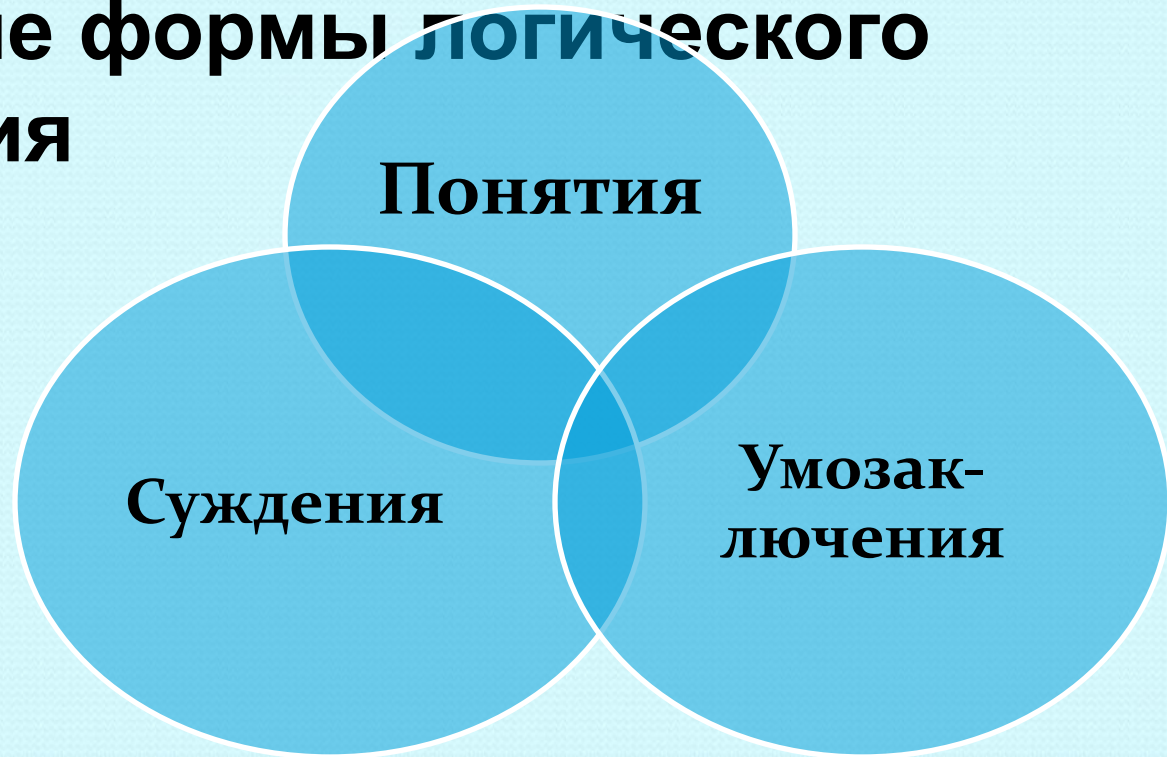 е формы логического
ия
Понятия
Суждения
Умозак-
лючения